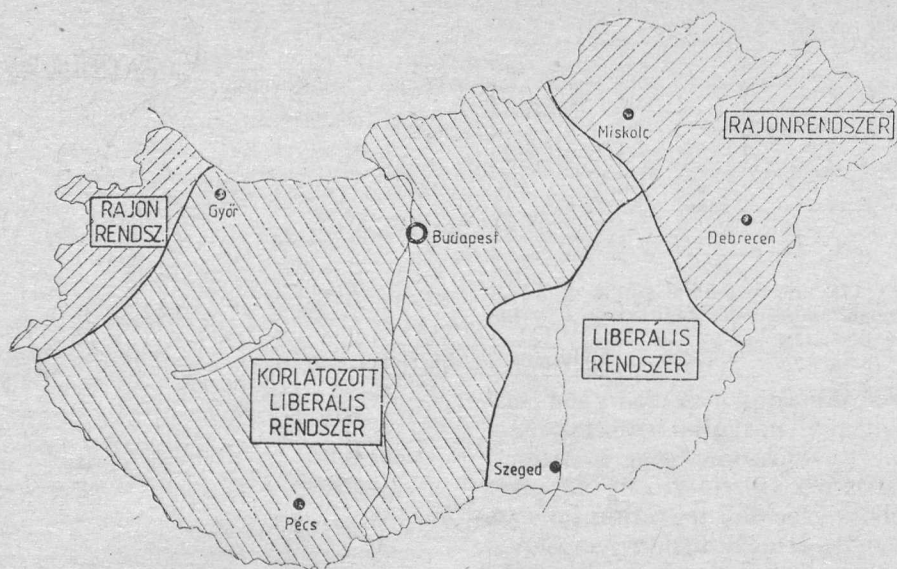 Miskolc
RAJONRENDSZER
RAJON
RENDSZ.
Győr
Budapest
Debrecen
LIBERÁLIS
RENDSZER
KORLÁTOZOTT
LIBERÁLIS
RENDSZER
Szeged
Pécs